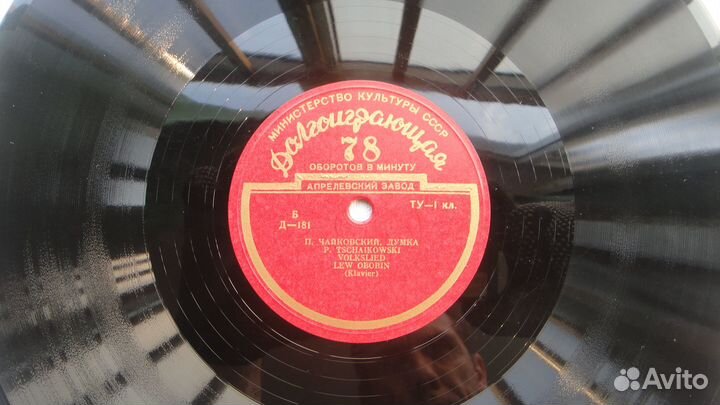 МИНИСТЕРСТВО КУЛЬТУРЫ СССР
Долгоиграющая
78
ОБОРОТОВ В МИНУТУ
АПРЕЛЕВСКИЙ ЗАВОД
Б
Д—181
ТУ—1 кл.
П. ЧАЙКОВСКИЙ. ДУМКА
P. TSCHAIKOWSKI
VOLKSLIED
LEW OBORIN
(Klavier)
Avito